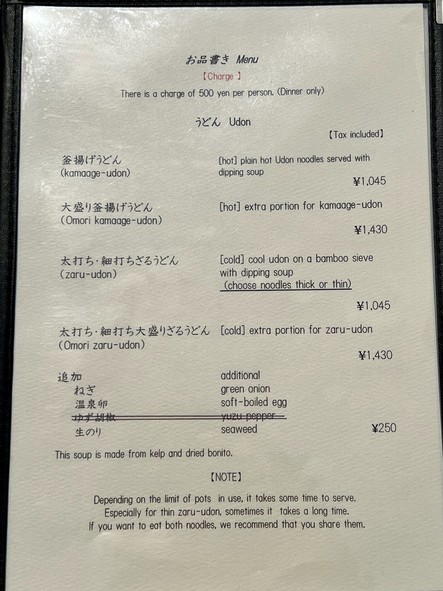 お品書き Menu
【Charge】
There is a charge of 500 yen per person. (Dinner only)
うどん Udon
【Tax included】
釜揚げうどん [hot] plain hot Udon noodles served with
(kamaage-udon) dipping soup
¥1,045
大盛り釜揚げうどん [hot] extra portion for kamaage-udon
(Omori kamaage-udon)
¥1,430
太打ち・細打ちざるうどん [cold] cool udon on a bamboo sieve
(zaru-udon) with dipping soup
(choose noodles thick or thin)
¥1,045
太打ち・細打ち大盛りざるうどん [cold] extra portion for zaru-udon
(Omori zaru-udon)
¥1,430
追加 additional
ねぎ green onion
温泉卵 soft-boiled egg
ゆず胡椒 yuzu pepper
生のり seaweed ¥250
This soup is made from kelp and dried bonito.
【NOTE】
Depending on the limit of pots in use, it takes some time to serve.
Especially for thin zaru-udon, sometimes it takes a long time.
If you want to eat both noodles, we recommend that you share them.